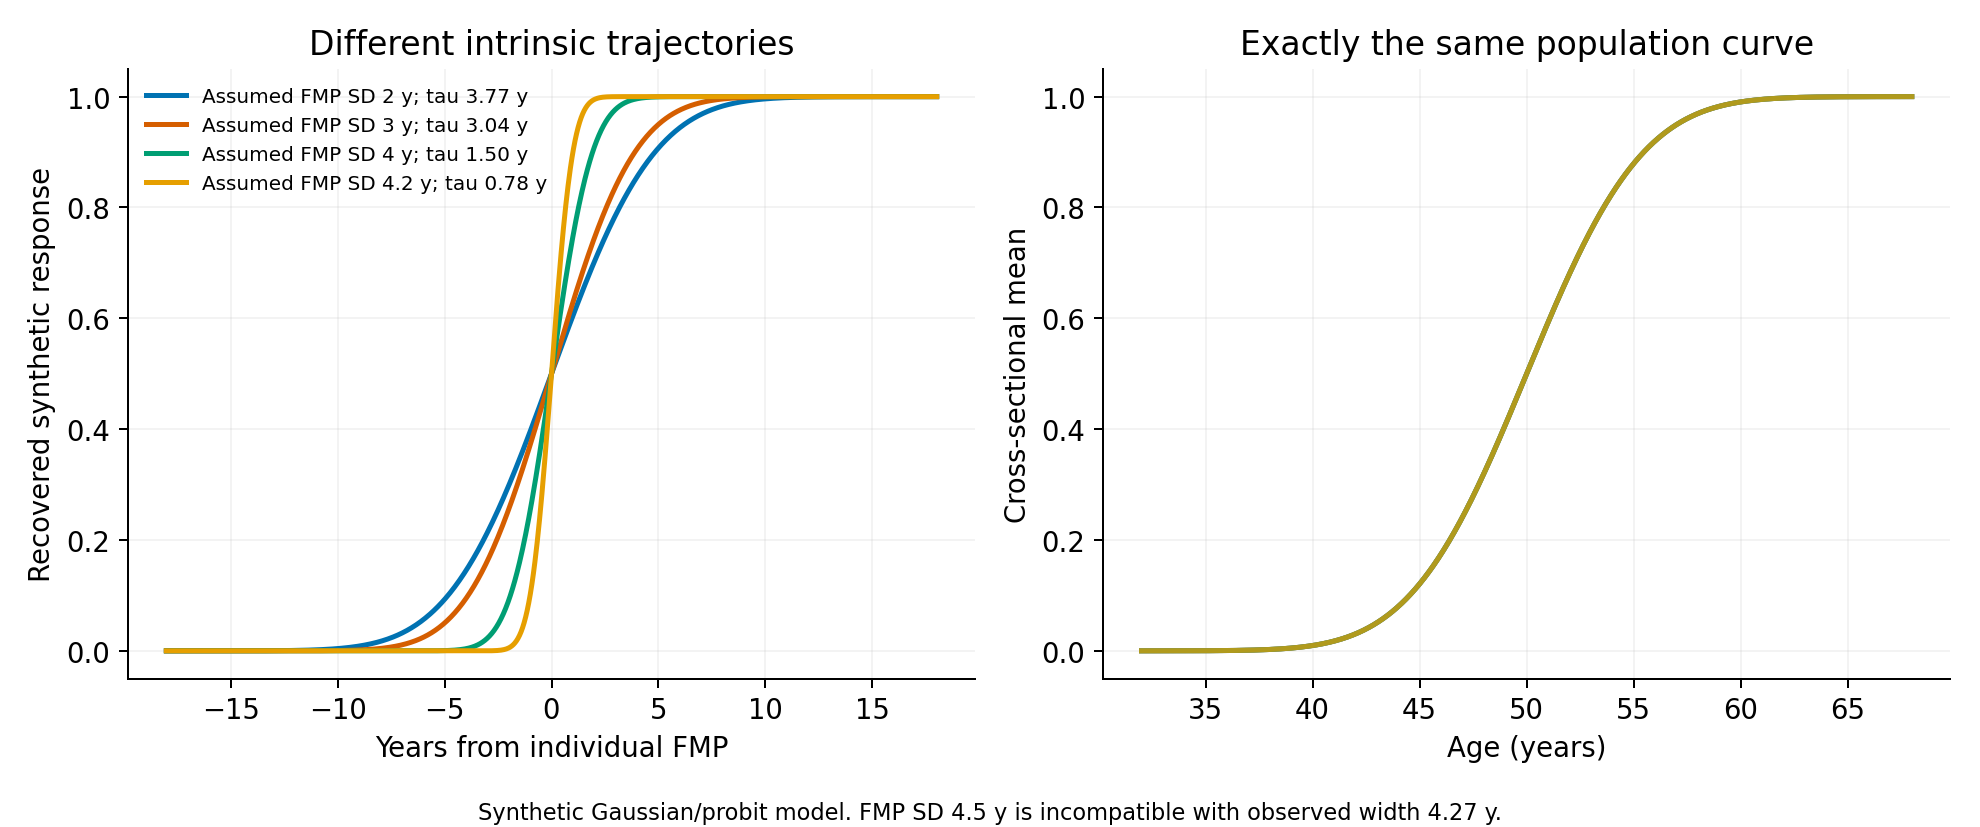 Different intrinsic trajectories
Assumed FMP SD 2 y; tau 3.77 y
Assumed FMP SD 3 y; tau 3.04 y
Assumed FMP SD 4 y; tau 1.50 y
Assumed FMP SD 4.2 y; tau 0.78 y
Recovered synthetic response
1.0
0.8
0.6
0.4
0.2
0.0
−15 −10 −5 0 5 10 15
Years from individual FMP
Exactly the same population curve
Cross-sectional mean
1.0
0.8
0.6
0.4
0.2
0.0
35 40 45 50 55 60 65
Age (years)
Synthetic Gaussian/probit model. FMP SD 4.5 y is incompatible with observed width 4.27 y.